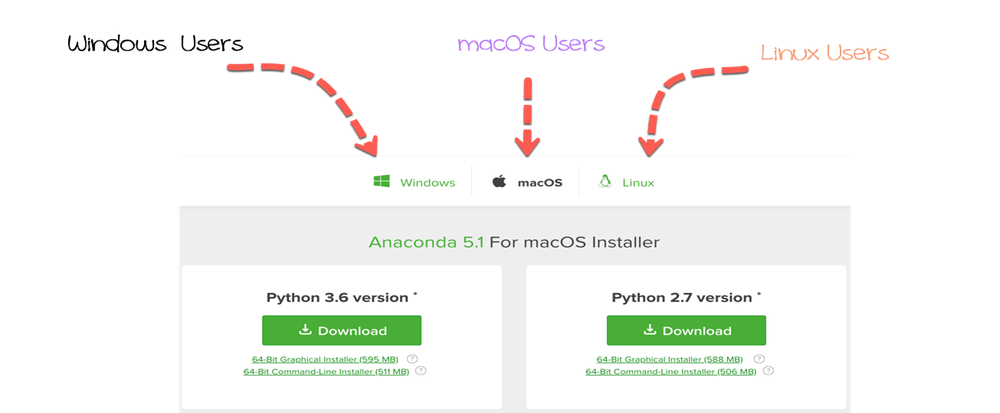 Windows Users
macOS Users
Linux Users
Windows
macOS
Linux
Anaconda 5.1 For macOS Installer
Python 3.6 version *
Download
64-Bit Graphical Installer (595 MB) ?
64-Bit Command-Line Installer (511 MB) ?
Python 2.7 version *
Download
64-Bit Graphical Installer (588 MB) ?
64-Bit Command-Line Installer (506 MB) ?